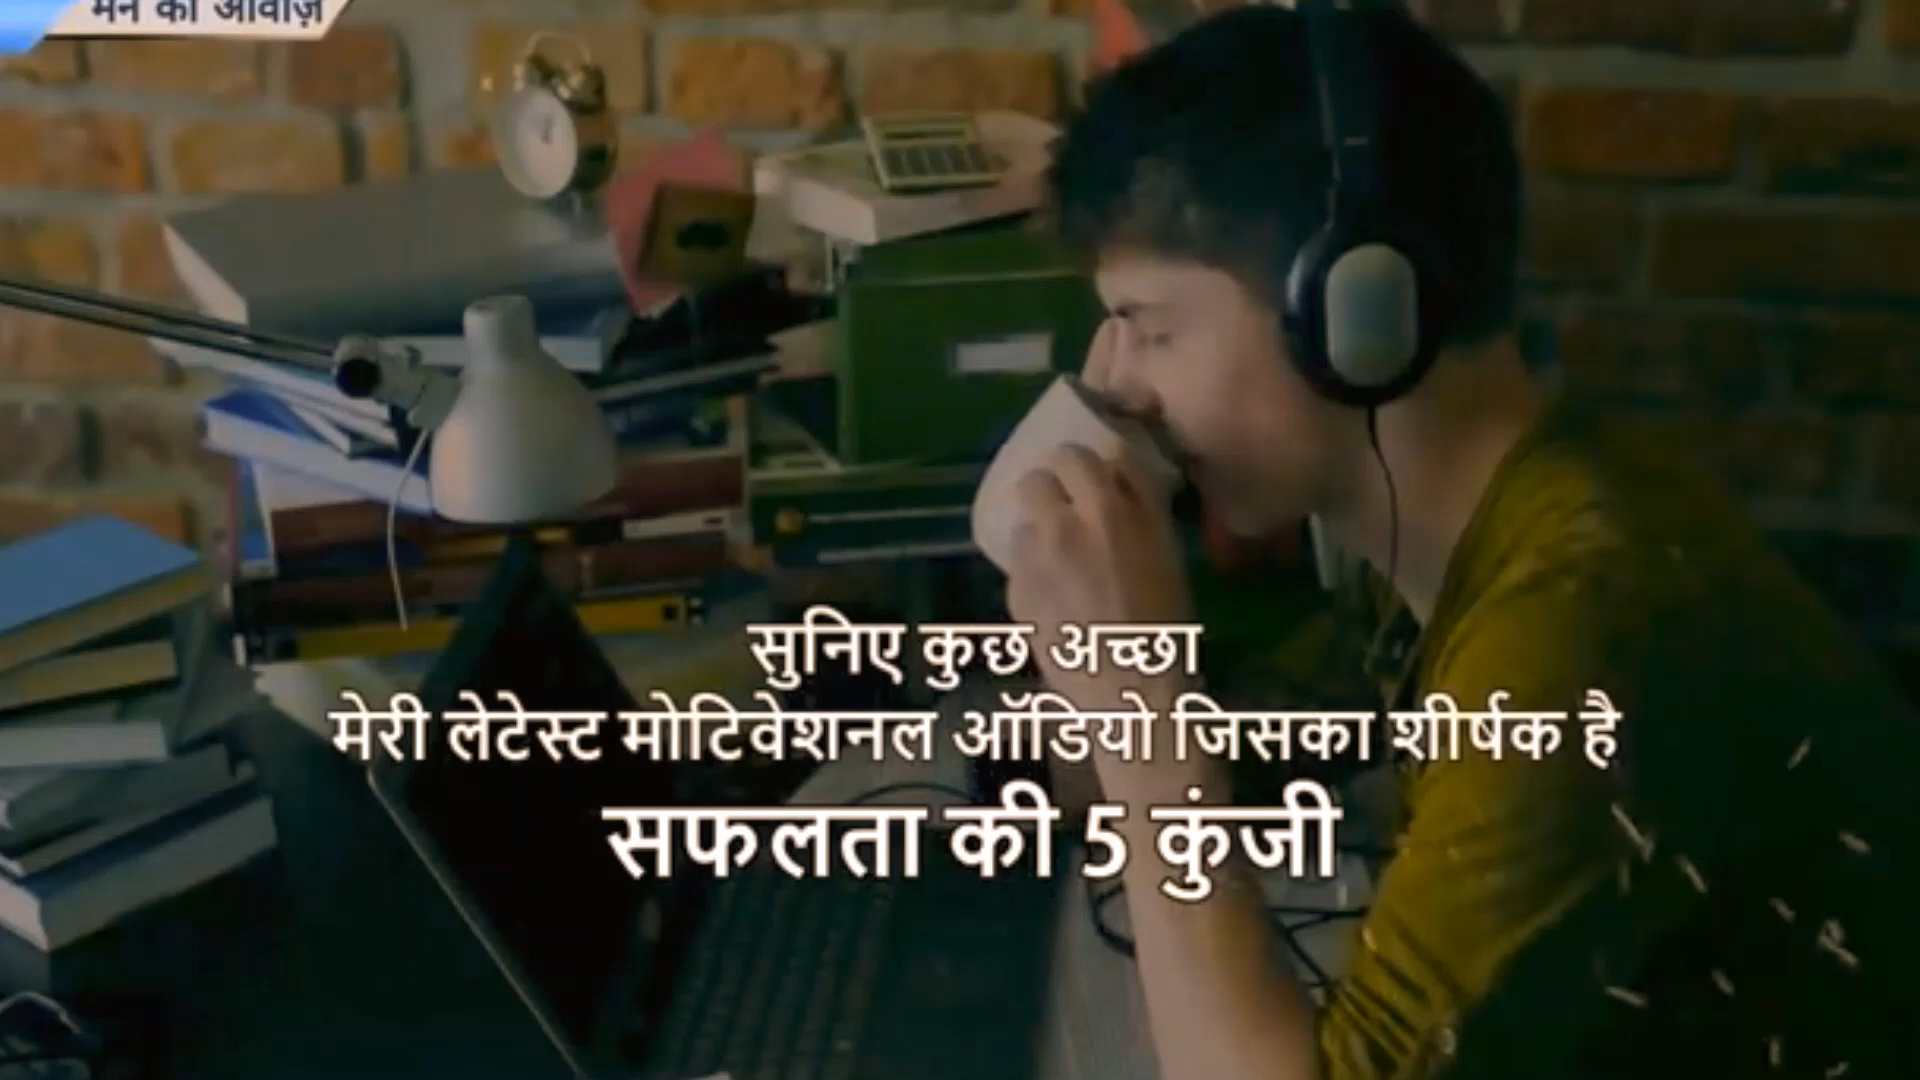 मन की आवाज़
सुनिए कुछ अच्छा
मेरी लेटेस्ट मोटिवेशनल ऑडियो जिसका शीर्षक है
सफलता की 5 कुंजी